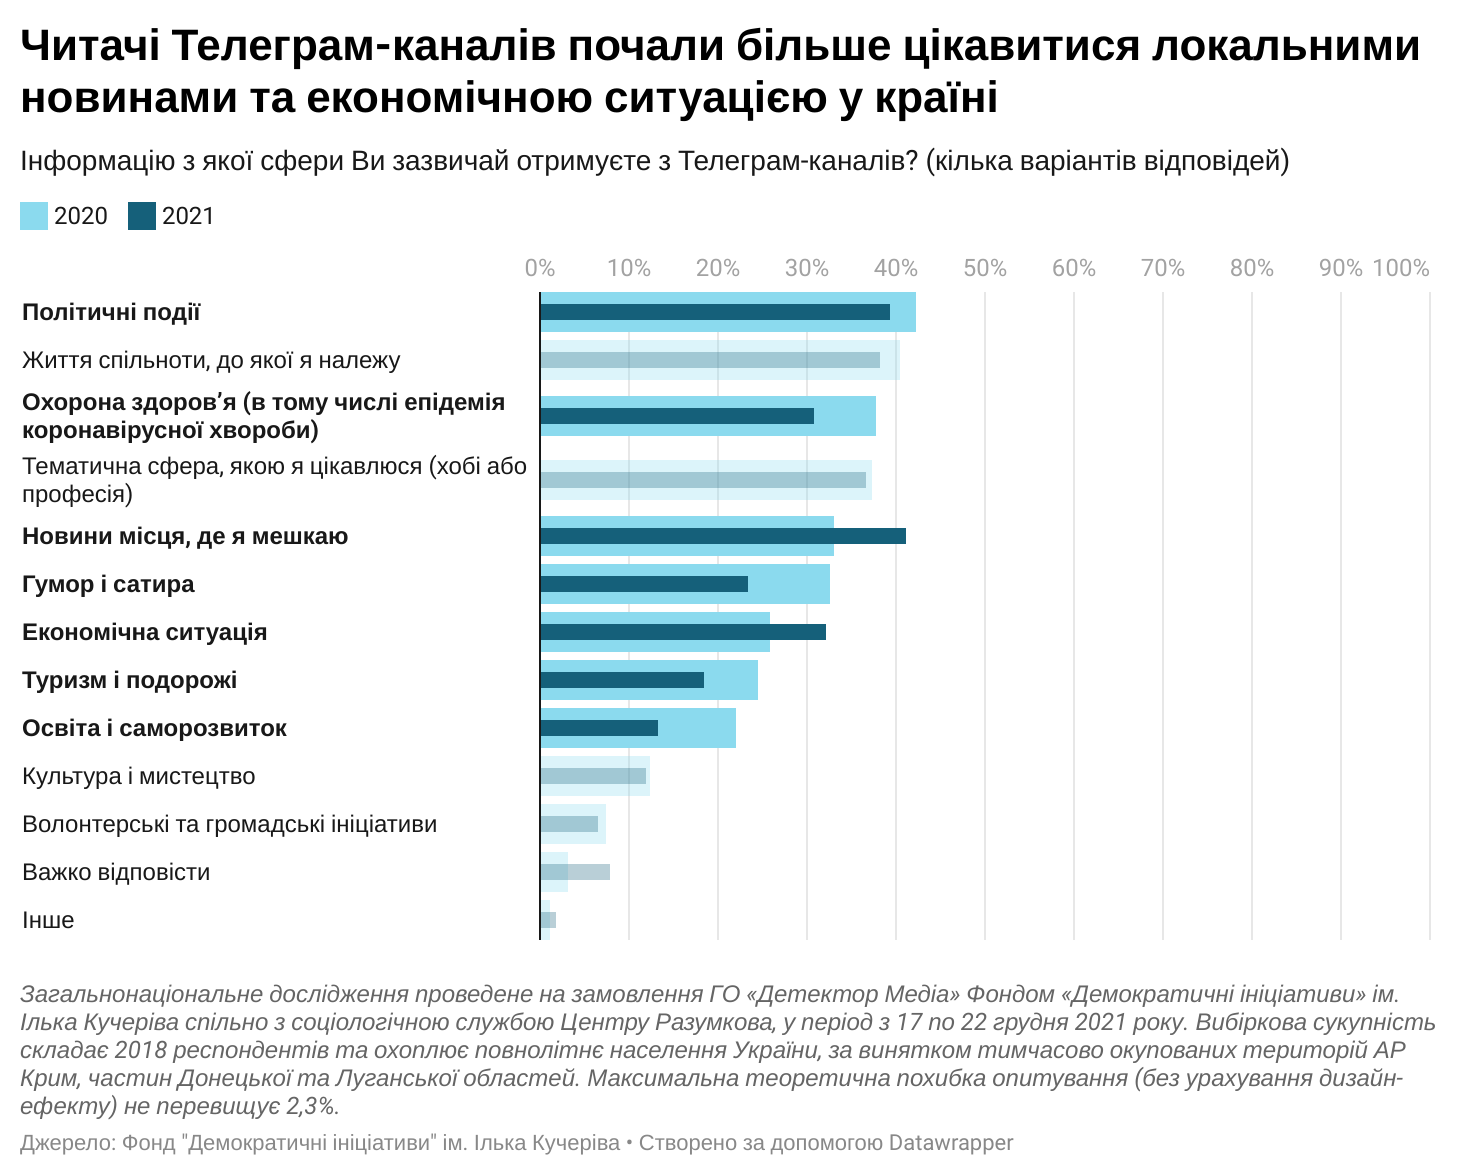 Читачі Телеграм-каналів почали більше цікавитися локальними
новинами та економічною ситуацією у країні
Інформацію з якої сфери Ви зазвичай отримуєте з Телеграм-каналів? (кілька варіантів відповідей)
2020 2021
0% 10% 20% 30% 40% 50% 60% 70% 80% 90% 100%
Політичні події
Життя спільноти, до якої я належу
Охорона здоров’я (в тому числі епідемія
коронавірусної хвороби)
Тематична сфера, якою я цікавлюся (хобі або
професія)
Новини місця, де я мешкаю
Гумор і сатира
Економічна ситуація
Туризм і подорожі
Освіта і саморозвиток
Культура і мистецтво
Волонтерські та громадські ініціативи
Важко відповісти
Інше
Загальнонаціональне дослідження проведене на замовлення ГО «Детектор Медіа» Фондом «Демократичні ініціативи» ім.
Ілька Кучеріва спільно з соціологічною службою Центру Разумкова, у період з 17 по 22 грудня 2021 року. Вибіркова сукупність
складає 2018 респондентів та охоплює повнолітнє населення України, за винятком тимчасово окупованих територій АР
Крим, частин Донецької та Луганської областей. Максимальна теоретична похибка опитування (без урахування дизайн-
ефекту) не перевищує 2,3%.
Джерело: Фонд "Демократичні ініціативи" ім. Ілька Кучеріва • Створено за допомогою Datawrapper